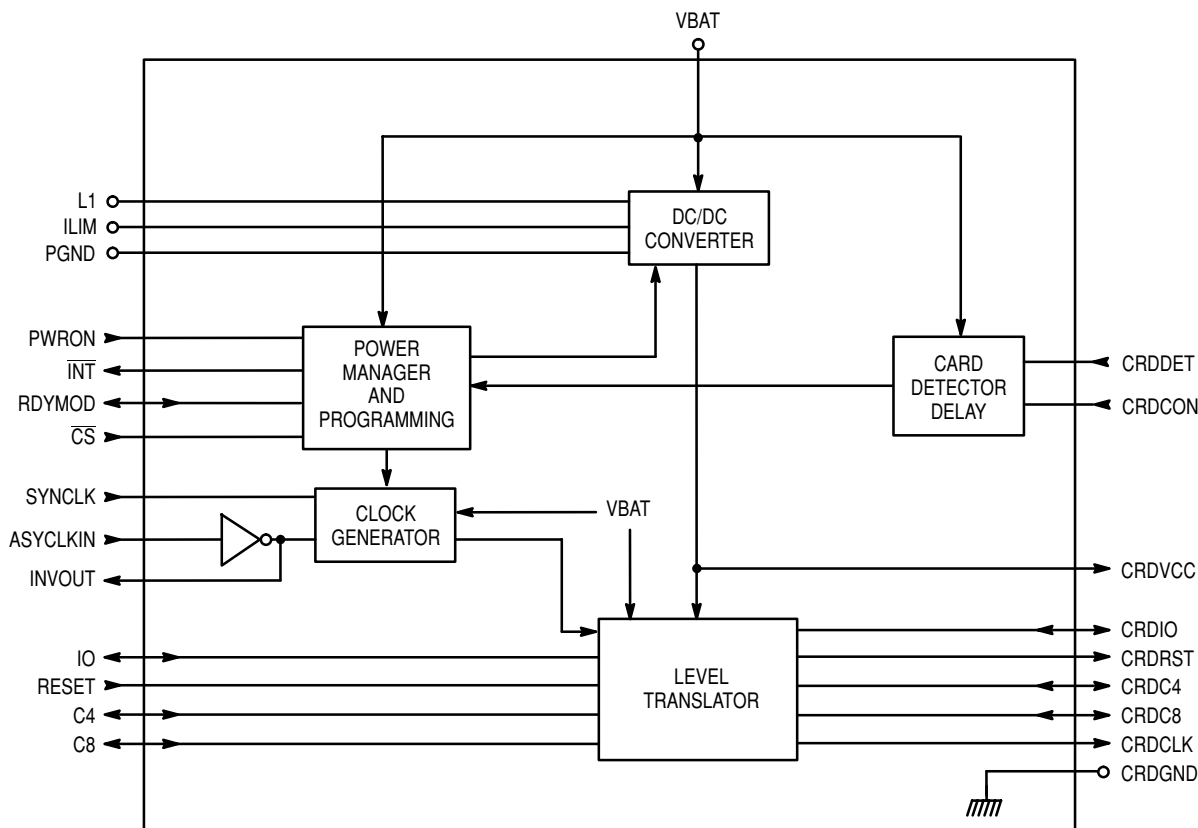 VBAT
L1
ILIM
PGND
DC/DC
CONVERTER
PWRON
INT
RDYMOD
CS
POWER
MANAGER
AND
PROGRAMMING
CARD
DETECTOR
DELAY
CRDDET
CRDCON
SYNCLK
ASYCLKIN
INVOUT
CLOCK
GENERATOR
VBAT
CRDVCC
IO
RESET
C4
C8
LEVEL
TRANSLATOR
CRDIO
CRDRST
CRDC4
CRDC8
CRDCLK
CRDGND